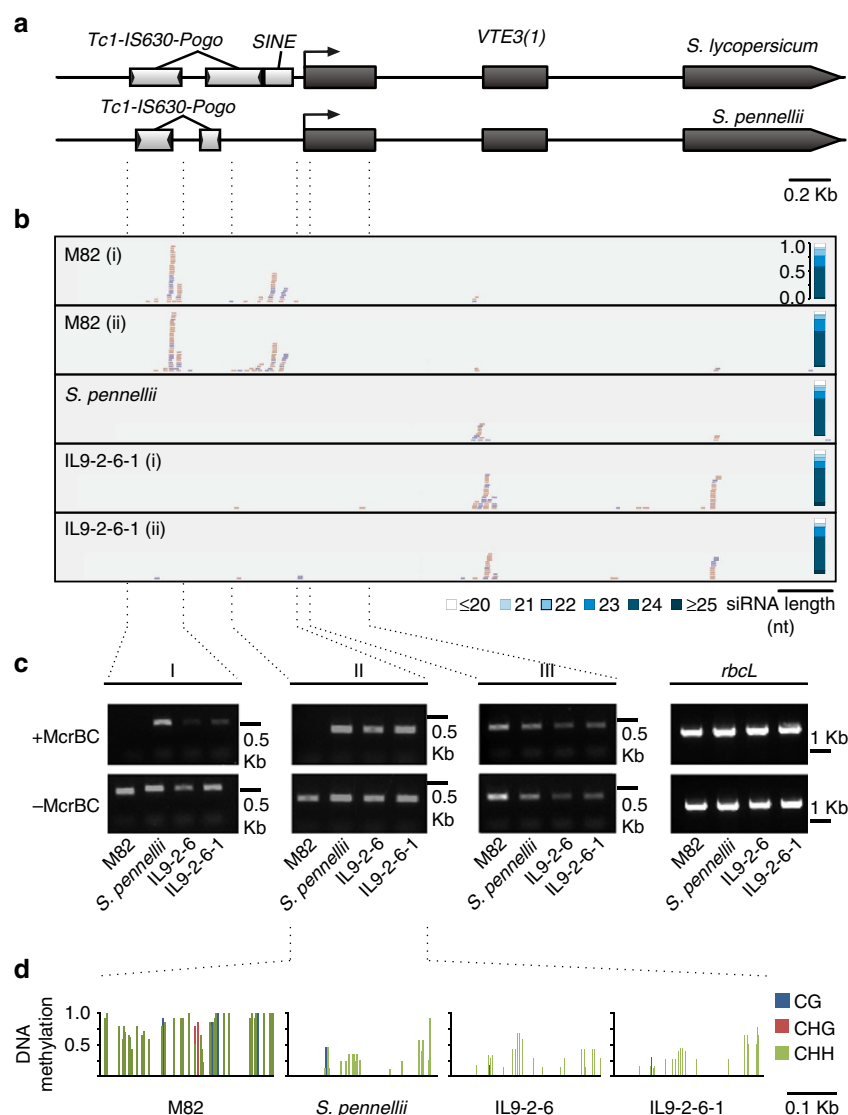 a
Tc1-IS630-Pogo
SINE
VTE3(1)
S. lycopersicum
Tc1-IS630-Pogo
S. pennellii
0.2 Kb
b
M82 (i)
1.0
0.5
0.0
M82 (ii)
S. pennellii
IL9-2-6-1 (i)
IL9-2-6-1 (ii)
≤20 21 22 23 24 ≥25 siRNA length
(nt)
c
I II III rbcL
+McrBC
0.5
Kb
0.5
Kb
0.5
Kb
1 Kb
–McrBC
0.5
Kb
0.5
Kb
0.5
Kb
1 Kb
M82
S. pennellii
IL9-2-6
IL9-2-6-1
M82
S. pennellii
IL9-2-6
IL9-2-6-1
M82
S. pennellii
IL9-2-6
IL9-2-6-1
M82
S. pennellii
IL9-2-6
IL9-2-6-1
d
DNA
methylation
1.0
0.5
CG
CHG
CHH
M82 S. pennellii IL9-2-6 IL9-2-6-1
0.1 Kb